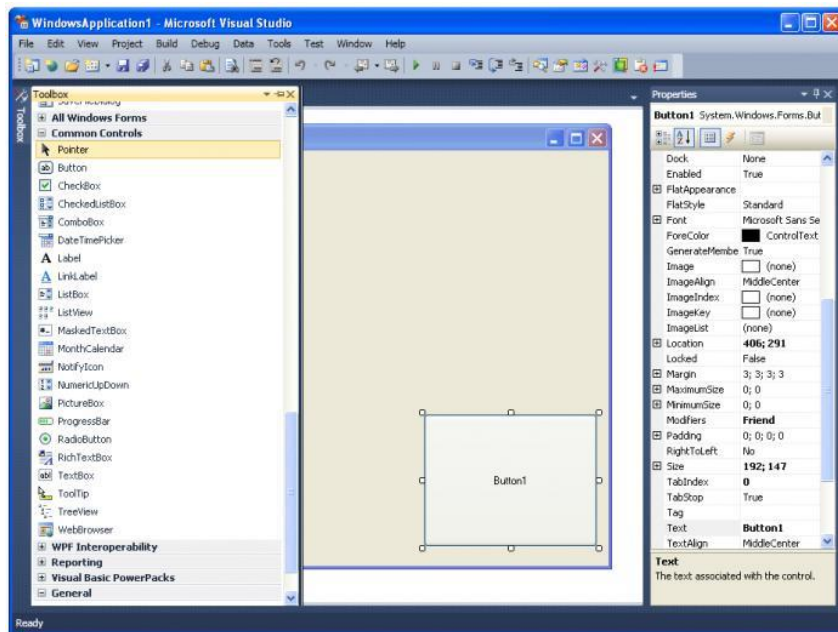 WindowsApplication1 - Microsoft Visual Studio
File Edit View Project Build Debug Data Tools Test Window Help
Toolbox
Toolbox
SaveFileDialog
All Windows Forms
Common Controls
Pointer
Button
CheckBox
CheckedListBox
ComboBox
DateTimePicker
Label
LinkLabel
ListBox
ListView
MaskedTextBox
MonthCalendar
NotifyIcon
NumericUpDown
PictureBox
ProgressBar
RadioButton
RichTextBox
TextBox
ToolTip
TreeView
WebBrowser
WPF Interoperability
Reporting
Visual Basic PowerPacks
General
Button1
Properties
Button1 System.Windows.Forms.But
Dock None
Enabled True
FlatAppearance
FlatStyle Standard
Font Microsoft Sans Se
ForeColor ControlText
GenerateMembe True
Image (none)
ImageAlign MiddleCenter
ImageIndex (none)
ImageKey (none)
ImageList (none)
Location 406; 291
Locked False
Margin 3; 3; 3; 3
MaximumSize 0; 0
MinimumSize 0; 0
Modifiers Friend
Padding 0; 0; 0; 0
RightToLeft No
Size 192; 147
TabIndex 0
TabStop True
Tag
Text Button1
TextAlign MiddleCenter
Text
The text associated with the control.
Ready